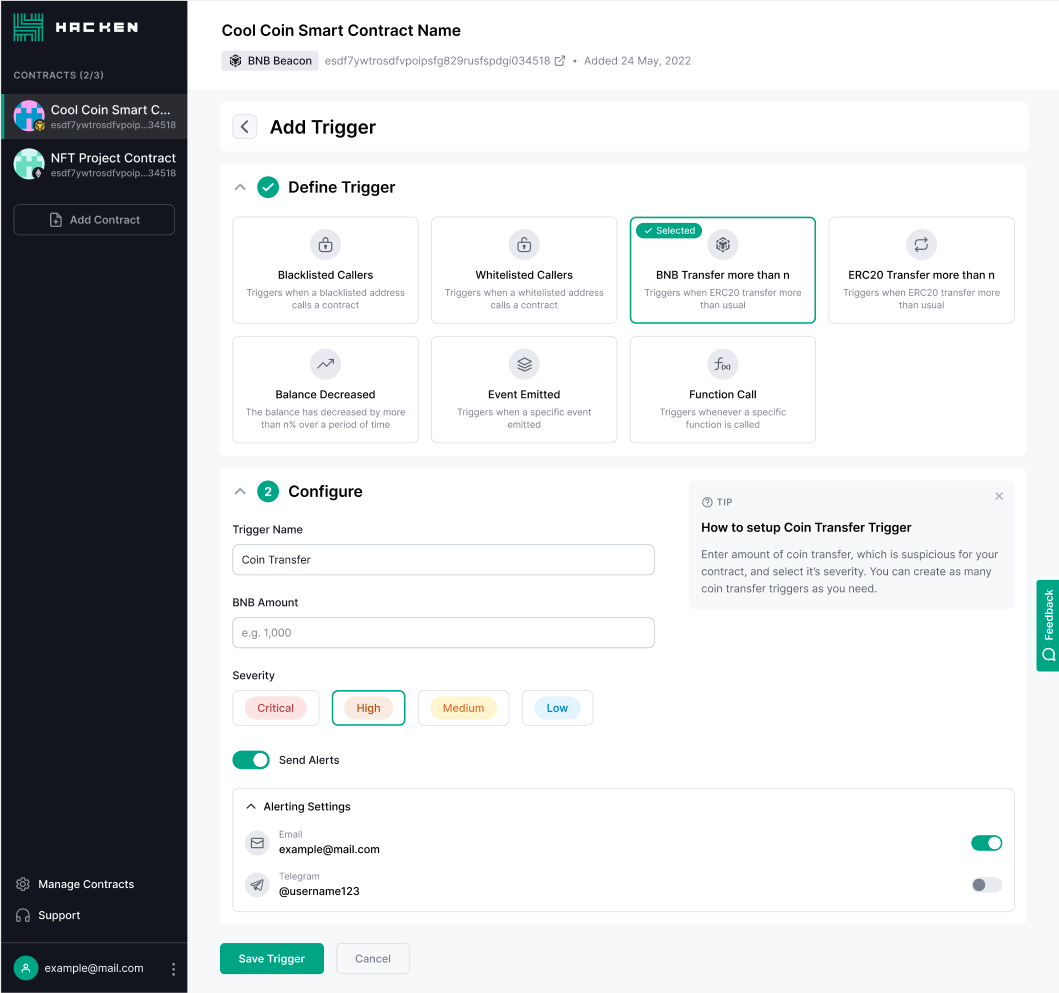 HACKEN
CONTRACTS (2/3)
Cool Coin Smart C...
esdf7ywtrosdfvpoip...34518
NFT Project Contract
esdf7ywtrosdfvpoip...34518
Add Contract
Manage Contracts
Support
example@mail.com
Cool Coin Smart Contract Name
BNB Beacon esdf7ywtrosdfvpoipsfg829rusfspdgi034518 • Added 24 May, 2022
Add Trigger
Define Trigger
Blacklisted Callers
Triggers when a blacklisted address
calls a contract
Whitelisted Callers
Triggers when a whitelisted address
calls a contract
Selected
BNB Transfer more than n
Triggers when ERC20 transfer more
than usual
ERC20 Transfer more than n
Triggers when ERC20 transfer more
than usual
Balance Decreased
The balance has decreased by more
than n% over a period of time
Event Emitted
Triggers when a specific event
emitted
f(x)
Function Call
Triggers whenever a specific
function is called
2 Configure
Trigger Name
Coin Transfer
BNB Amount
e.g. 1,000
Severity
Critical High Medium Low
Send Alerts
TIP
How to setup Coin Transfer Trigger
Enter amount of coin transfer, which is suspicious for your
contract, and select it's severity. You can create as many
coin transfer triggers as you need.
Alerting Settings
Email
example@mail.com
Telegram
@username123
Save Trigger Cancel
Feedback